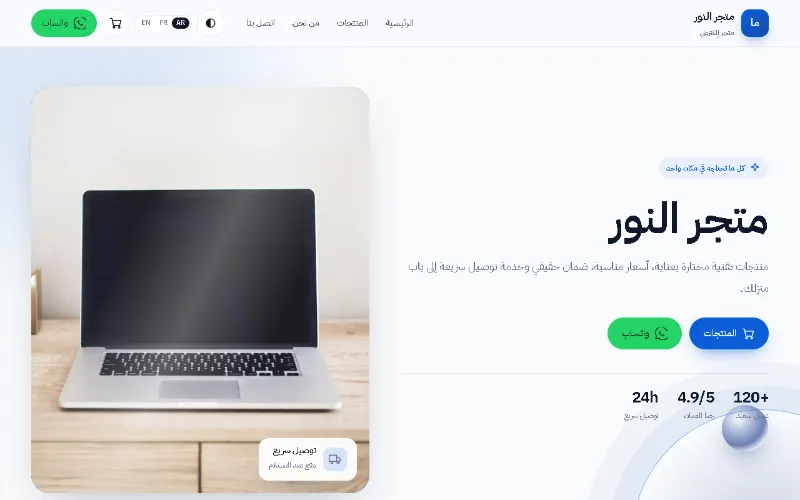 ما
متجر النور
متجر إلكتروني
الرئيسية
المنتجات
من نحن
اتصل بنا
AR
FR
EN
واتساب
كل ما تحتاجه في مكان واحد
متجر النور
منتجات تقنية مختارة بعناية، أسعار مناسبة، ضمان حقيقي وخدمة توصيل سريعة إلى باب
منزلك.
المنتجات
واتساب
120+
4.9/5
رضا العملاء
24h
توصيل سريع
توصيل سريع
دفع عند الاستلام